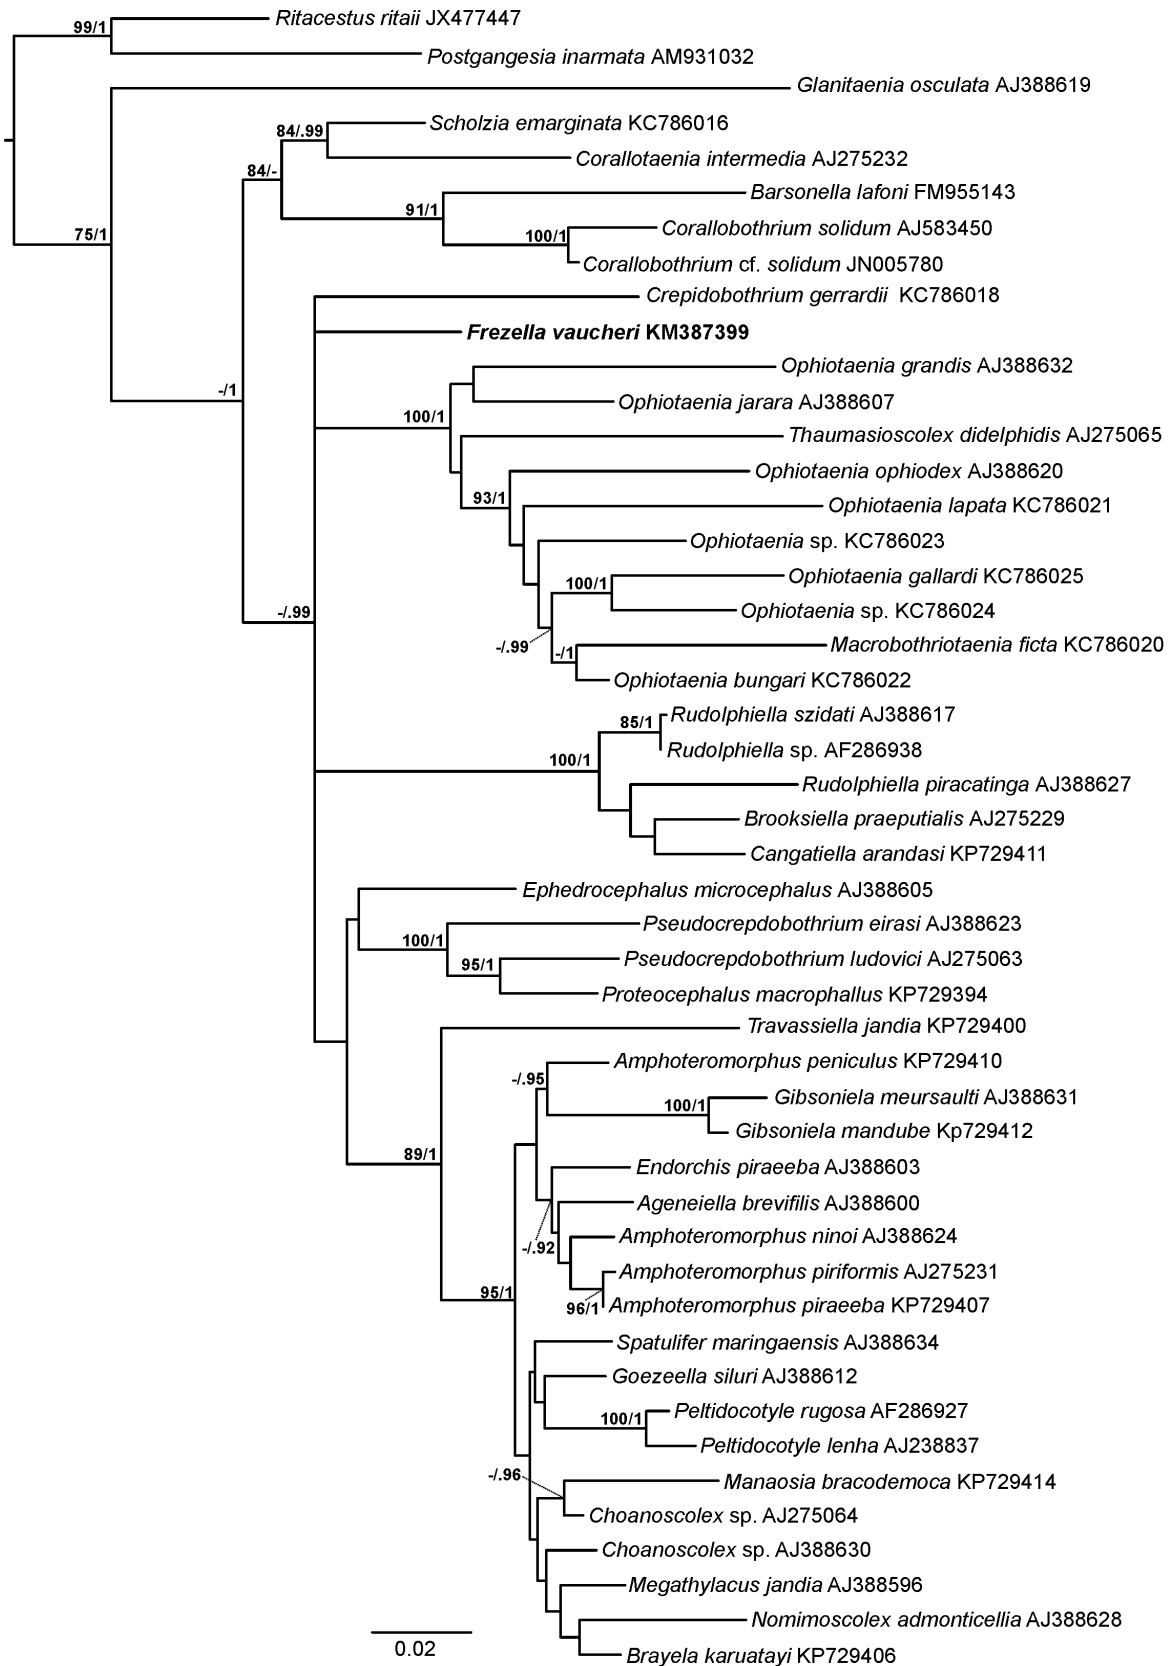 Ritacestus ritaii JX477447
99/1
Postgangesia inarmata AM931032
Glanitaenia osculata AJ388619
Scholzia emarginata KC786016
84/.99
Corallotaenia intermedia AJ275232
84/-
Barsonella lafoni FM955143
91/1
Corallobothrium solidum AJ583450
75/1
100/1
Corallobothrium cf. solidum JN005780
Crepidobothrium gerrardii KC786018
Frezella vaucheri KM387399
Ophiotaenia grandis AJ388632
-/1
Ophiotaenia jarara AJ388607
100/1
Thaumasioscolex didelphidis AJ275065
Ophiotaenia ophiodex AJ388620
93/1
Ophiotaenia lapata KC786021
Ophiotaenia sp. KC786023
Ophiotaenia gallardi KC786025
100/1
Ophiotaenia sp. KC786024
-/.99
-/.99
Macrobothriotaenia ficta KC786020
-/1
Ophiotaenia bungari KC786022
Rudolphiella szidati AJ388617
85/1
Rudolphiella sp. AF286938
100/1
Rudolphiella piracatinga AJ388627
Brooksiella praeputialis AJ275229
Cangatiella arandasi KP729411
Ephedrocephalus microcephalus AJ388605
Pseudocrepdobothrium eirasi AJ388623
100/1
Pseudocrepdobothrium ludovici AJ275063
95/1
Proteocephalus macrophallus KP729394
Travassiella jandia KP729400
Amphoteromorphus peniculus KP729410
-/.95
Gibsoniela meursaulti AJ388631
100/1
Gibsoniela mandube Kp729412
89/1
Endorchis piraeeba AJ388603
Ageneiella brevifilis AJ388600
Amphoteromorphus ninoi AJ388624
-/.92
Amphoteromorphus piriformis AJ275231
95/1
96/1
Amphoteromorphus piraeeba KP729407
Spatulifer maringaensis AJ388634
Goezeella siluri AJ388612
Peltidocotyle rugosa AF286927
100/1
Peltidocotyle lenha AJ238837
-/.96
Manaosia bracodemoca KP729414
Choanoscolex sp. AJ275064
Choanoscolex sp. AJ388630
Megathylacus jandia AJ388596
Nomimoscolex admonticellia AJ388628
0.02
Brayela karuatayi KP729406